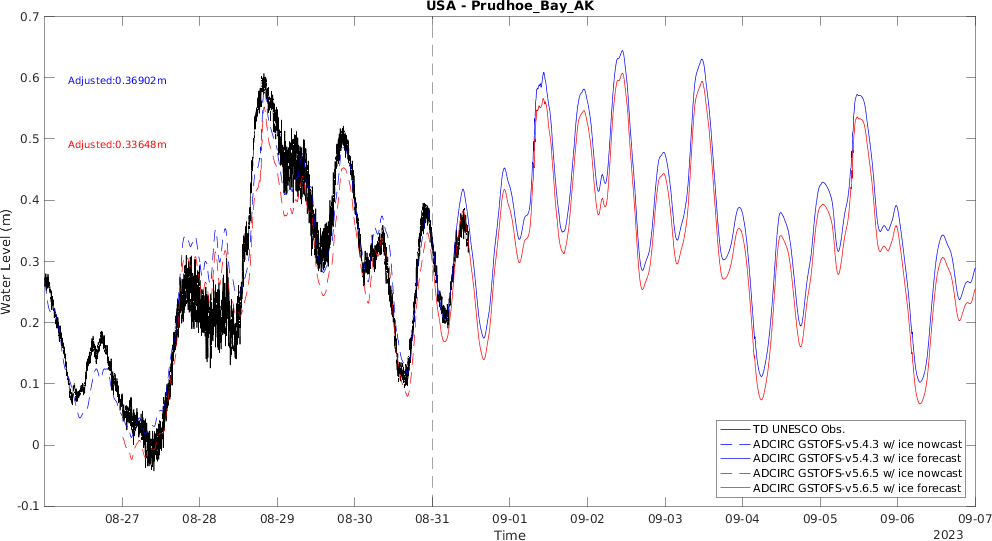 USA - Prudhoe_Bay_AK
0.7
0.6
0.5
0.4
0.3
0.2
0.1
0
-0.1
Water Level (m)
Adjusted:0.36902m
Adjusted:0.33648m
TD UNESCO Obs.
ADCIRC GSTOFS-v5.4.3 w/ ice nowcast
ADCIRC GSTOFS-v5.4.3 w/ ice forecast
ADCIRC GSTOFS-v5.6.5 w/ ice nowcast
ADCIRC GSTOFS-v5.6.5 w/ ice forecast
08-27 08-28 08-29 08-30 08-31 09-01 09-02 09-03 09-04 09-05 09-06 09-07
Time
2023